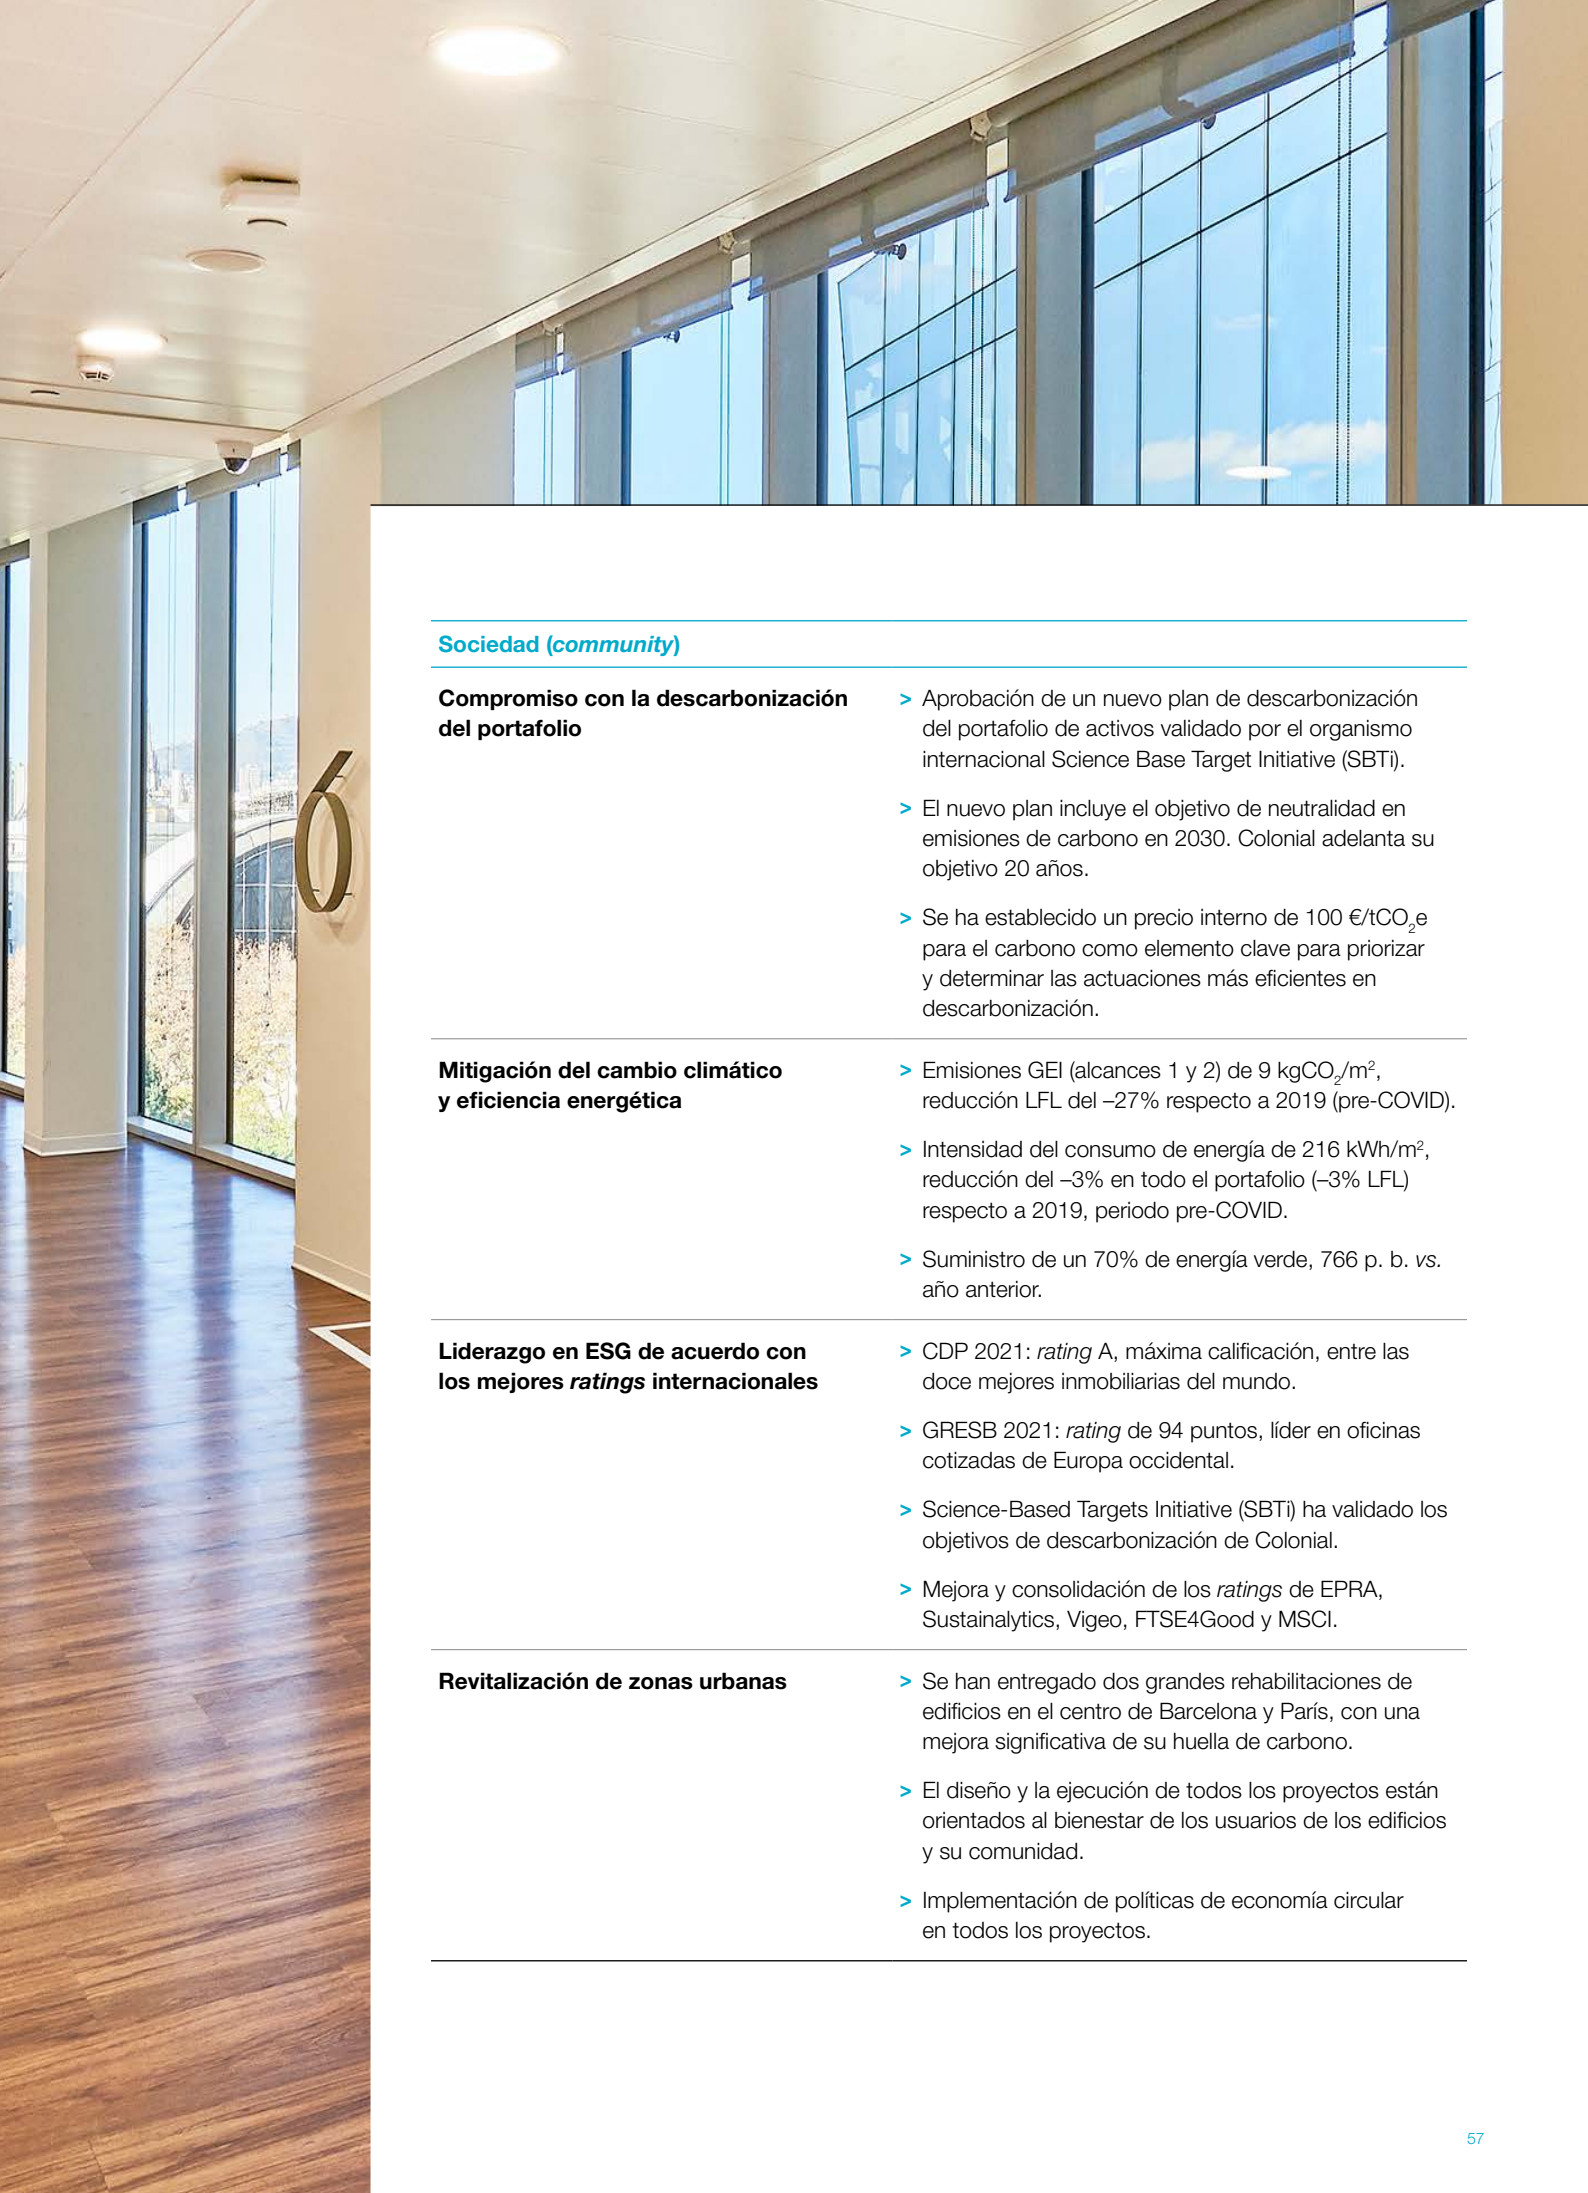 6
Sociedad (community)
Compromiso con la descarbonización
del portafolio
> Aprobación de un nuevo plan de descarbonización
del portafolio de activos validado por el organismo
internacional Science Base Target Initiative (SBTi).
> El nuevo plan incluye el objetivo de neutralidad en
emisiones de carbono en 2030. Colonial adelanta su
objetivo 20 años.
> Se ha establecido un precio interno de 100 €/tCO₂e
para el carbono como elemento clave para priorizar
y determinar las actuaciones más eficientes en
descarbonización.
Mitigación del cambio climático
y eficiencia energética
> Emisiones GEI (alcances 1 y 2) de 9 kgCO₂/m²,
reducción LFL del –27% respecto a 2019 (pre-COVID).
> Intensidad del consumo de energía de 216 kWh/m²,
reducción del –3% en todo el portafolio (–3% LFL)
respecto a 2019, periodo pre-COVID.
> Suministro de un 70% de energía verde, 766 p. b. vs.
año anterior.
Liderazgo en ESG de acuerdo con
los mejores ratings internacionales
> CDP 2021: rating A, máxima calificación, entre las
doce mejores inmobiliarias del mundo.
> GRESB 2021: rating de 94 puntos, líder en oficinas
cotizadas de Europa occidental.
> Science-Based Targets Initiative (SBTi) ha validado los
objetivos de descarbonización de Colonial.
> Mejora y consolidación de los ratings de EPRA,
Sustainalytics, Vigeo, FTSE4Good y MSCI.
Revitalización de zonas urbanas
> Se han entregado dos grandes rehabilitaciones de
edificios en el centro de Barcelona y París, con una
mejora significativa de su huella de carbono.
> El diseño y la ejecución de todos los proyectos están
orientados al bienestar de los usuarios de los edificios
y su comunidad.
> Implementación de políticas de economía circular
en todos los proyectos.
57